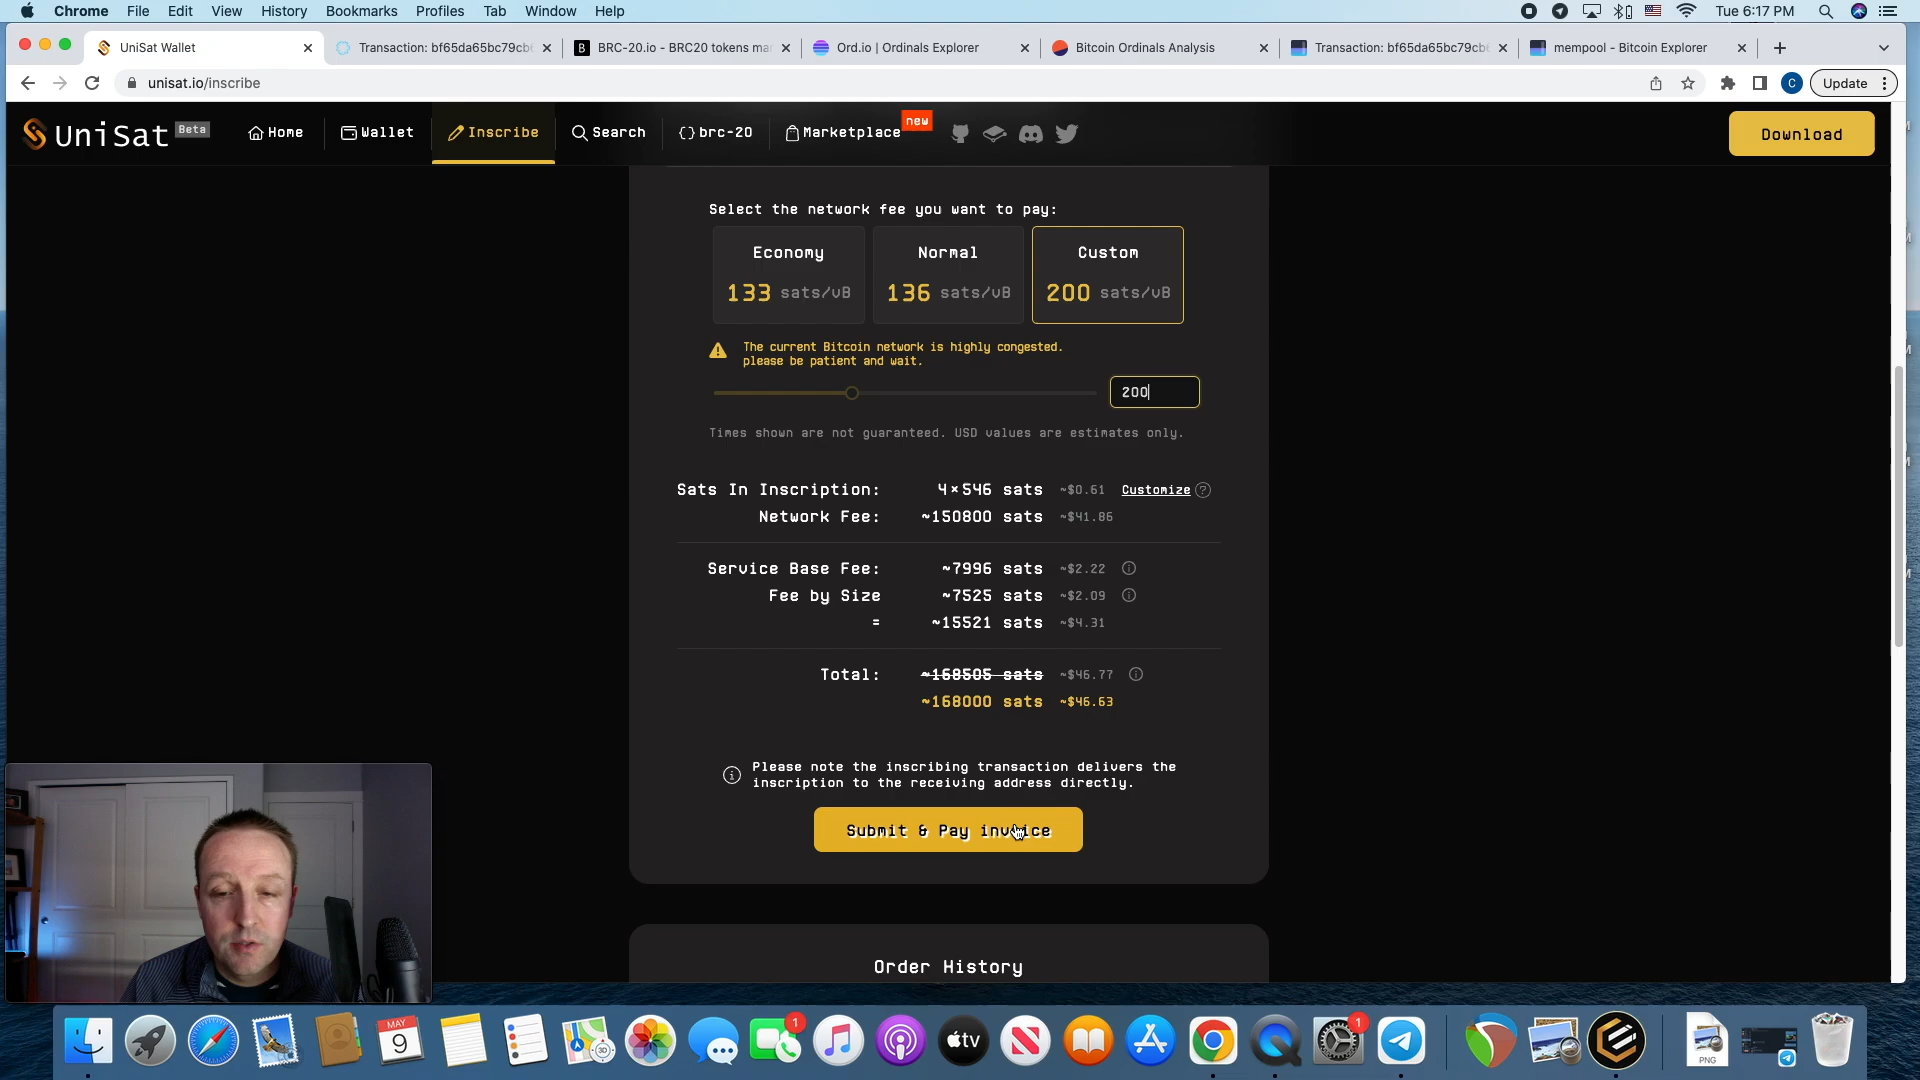 Chrome File Edit View History Bookmarks Profiles Tab Window Help Tue 6:17 PM
UniSat Wallet
Transaction: bf65da65bc79cb
BRC-20.io - BRC20 tokens ma
Ord.io | Ordinals Explorer
Bitcoin Ordinals Analysis
Transaction: bf65da65bc79cb
mempool - Bitcoin Explorer
unisat.io/inscribe
C
Update
UniSat Beta
Home
Wallet
Inscribe
Search
brc-20
Marketplace
new
Download
Select the network fee you want to pay:
Economy Normal Custom
133 sats/vB 136 sats/vB 200 sats/vB
The current Bitcoin network is highly congested.
please be patient and wait.
200
Times shown are not guaranteed. USD values are estimates only.
Sats In Inscription: 4×546 sats ~$0.61 Customize ?
Network Fee: ~150800 sats ~$41.86
Service Base Fee: ~7996 sats ~$2.22
Fee by Size ~7525 sats ~$2.09
= ~15521 sats ~$4.31
Total: ~168505 sats ~$46.77
~168000 sats ~$46.63
Please note the inscribing transaction delivers the
inscription to the receiving address directly.
Submit & Pay invoice
Order History
MAY
9
3D
1
tv
1
PNG